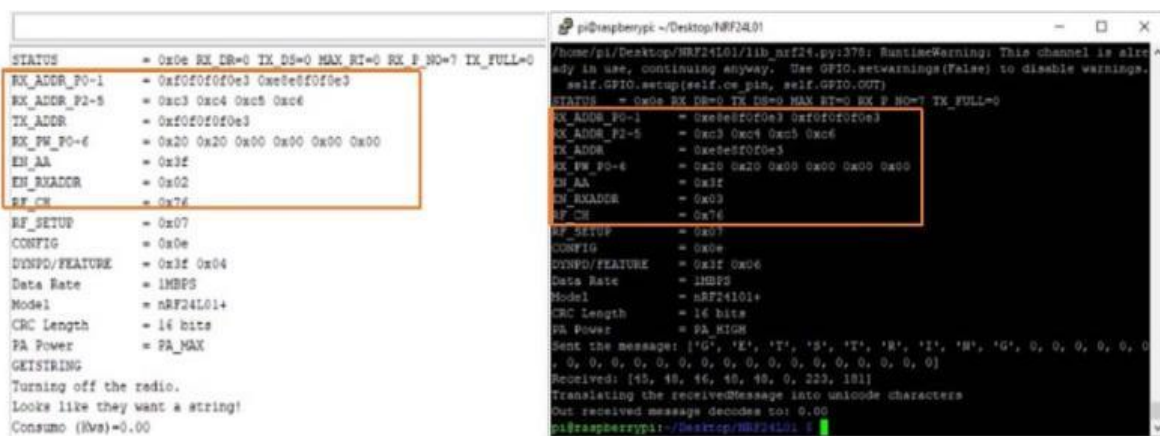 STATUS = 0x0e RX_DR=0 TX_DS=0 MAX_RT=0 RX_P_NO=7 TX_FULL=0
RX_ADDR_P0-1 = 0xf0f0f0f0e3 0xe8e8f0f0e3
RX_ADDR_P2-5 = 0xc3 0xc4 0xc5 0xc6
TX_ADDR = 0xf0f0f0f0e3
RX_PW_P0-6 = 0x20 0x20 0x00 0x00 0x00 0x00
EN_AA = 0x3f
EN_RXADDR = 0x02
RF_CH = 0x76
RF_SETUP = 0x07
CONFIG = 0x0e
DYNPD/FEATURE = 0x3f 0x04
Data Rate = 1MBPS
Model = nRF24L01+
CRC Length = 16 bits
PA Power = PA_MAX
GETSTRING
Turning off the radio.
Looks like they want a string!
Consumo (Kws)=0.00
pi@raspberrypi: ~/Desktop/NRF24L01
/home/pi/Desktop/NRF24L01/lib_nrf24.py:378: RuntimeWarning: This channel is alre
ady in use, continuing anyway. Use GPIO.setwarnings(False) to disable warnings.
self.GPIO.setup(self.ce_pin, self.GPIO.OUT)
STATUS = 0x0e RX_DR=0 TX_DS=0 MAX_RT=0 RX_P_NO=7 TX_FULL=0
RX_ADDR_P0-1 = 0xe8e8f0f0e3 0xf0f0f0f0e3
RX_ADDR_P2-5 = 0xc3 0xc4 0xc5 0xc6
TX_ADDR = 0xe8e8f0f0e3
RX_PW_P0-6 = 0x20 0x20 0x00 0x00 0x00 0x00
EN_AA = 0x3f
EN_RXADDR = 0x03
RF_CH = 0x76
RF_SETUP = 0x07
CONFIG = 0x0e
DYNPD/FEATURE = 0x3f 0x06
Data Rate = 1MBPS
Model = nRF24l01+
CRC Length = 16 bits
PA Power = PA_HIGH
Sent the message: ['G', 'E', 'T', 'S', 'T', 'R', 'I', 'N', 'G', 0, 0, 0, 0, 0, 0
, 0, 0, 0, 0, 0, 0, 0, 0, 0, 0, 0, 0, 0, 0, 0, 0]
Received: [48, 46, 48, 48, 0, 223, 181]
Translating the receivedMessage into unicode characters
Out received message decodes to: 0.00
pi@raspberrypi:~/Desktop/NRF24L01 $